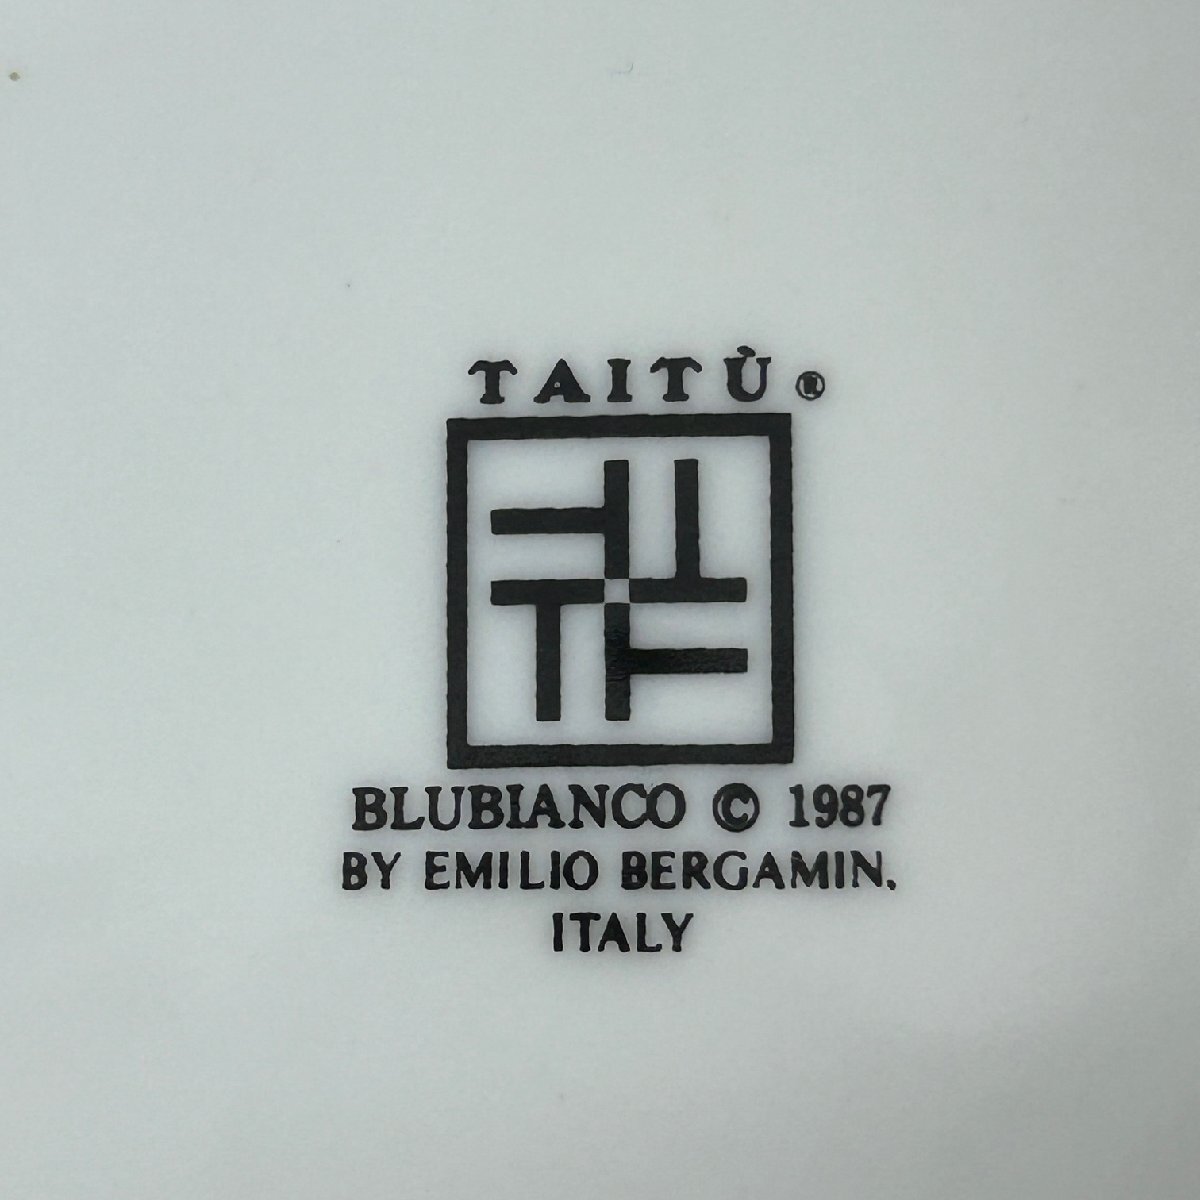 TAITÙ®
BLUBIANCO © 1987
BY EMILIO BERGAMIN.
ITALY